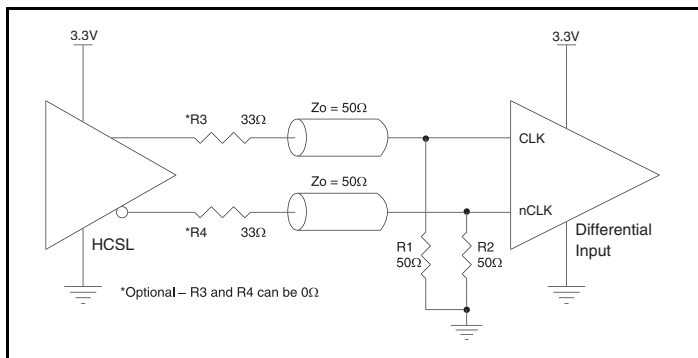 3.3V
3.3V
*R3 33Ω
Zo = 50Ω
CLK
Zo = 50Ω
*R4 33Ω
nCLK
HCSL
R1
50Ω
R2
50Ω
Differential
Input
*Optional – R3 and R4 can be 0Ω